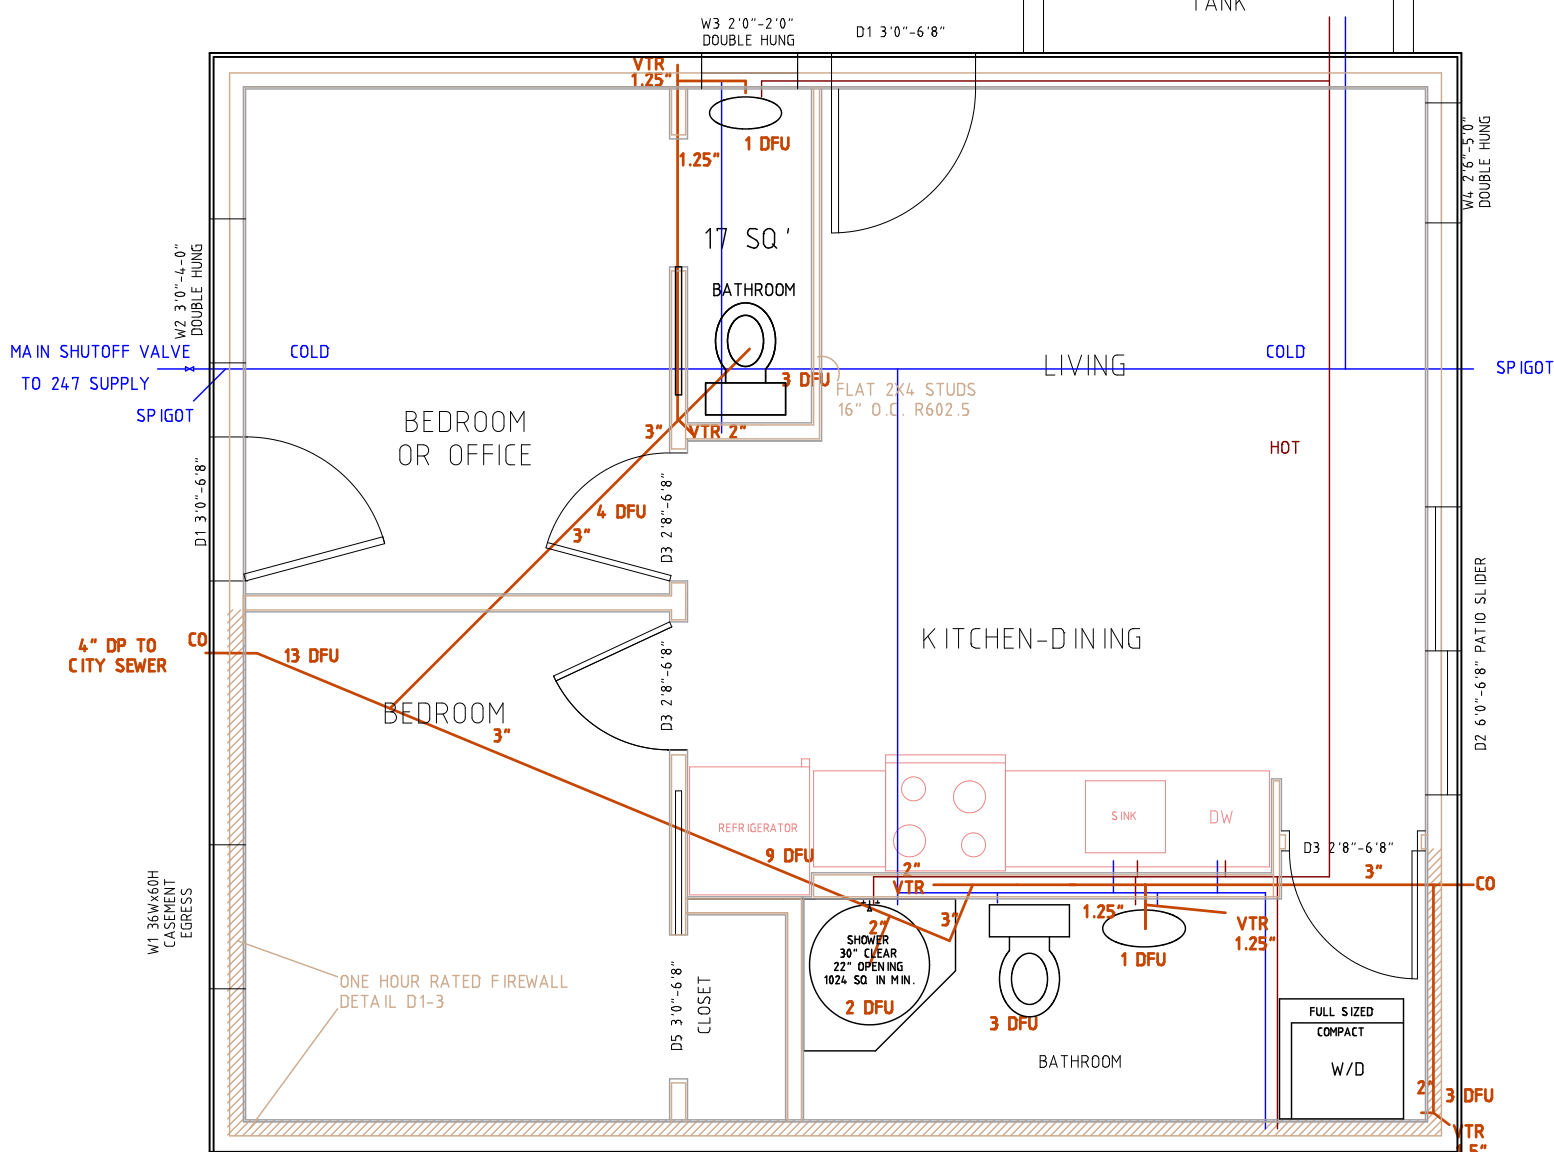 TANK
W3 2'0"-2'0"
DOUBLE HUNG
D1 3'0"-6'8"
VTR
1.25"
1 DFU
1.25"
W4 2'6"-5'0"
DOUBLE HUNG
17 SQ'
BATHROOM
W2 3'0"-4-0"
DOUBLE HUNG
MAIN SHUTOFF VALVE
TO 247 SUPPLY
SPIGOT
COLD
COLD
SPIGOT
LIVING
3 DFU
FLAT 2X4 STUDS
16" O.C. R602.5
BEDROOM
OR OFFICE
3"
VTR 2"
HOT
D1 3'0"-6'8"
4 DFU
3"
D3 2'8"-6'8"
D2 6'0"-6'8" PATIO SLIDER
4" DP TO
CITY SEWER
CO
13 DFU
KITCHEN-DINING
BEDROOM
3"
D3 2'8"-6'8"
REFRIGERATOR
SINK
DW
9 DFU
2"
VTR
D3 2'8"-6'8"
3"
CO
W1 36Wx60H
CASEMENT
EGRESS
2"
3"
1.25"
VTR
1.25"
SHOWER
30" CLEAR
22" OPENING
1024 SQ IN MIN.
2 DFU
1 DFU
3 DFU
ONE HOUR RATED FIREWALL
DETAIL D1-3
D5 3'0"-6'8"
CLOSET
BATHROOM
FULL SIZED
COMPACT
W/D
2"
3 DFU
VTR